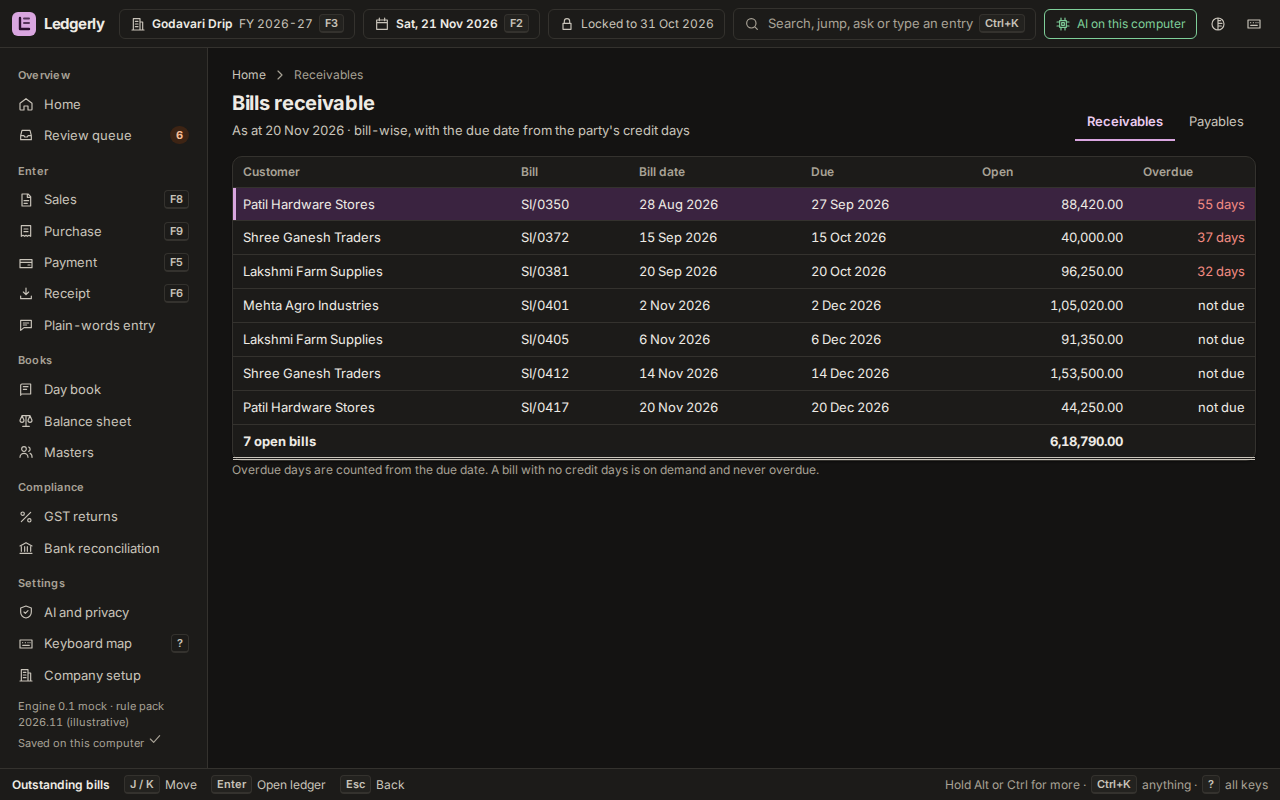 Ledgerly
Godavari Drip FY 2026-27 F3
Sat, 21 Nov 2026 F2
Locked to 31 Oct 2026
Search, jump, ask or type an entry Ctrl+K
AI on this computer
Overview
Home
Review queue 6
Enter
Sales F8
Purchase F9
Payment F5
Receipt F6
Plain-words entry
Books
Day book
Balance sheet
Masters
Compliance
GST returns
Bank reconciliation
Settings
AI and privacy
Keyboard map ?
Company setup
Engine 0.1 mock · rule pack
2026.11 (illustrative)
Saved on this computer
Home Receivables
Bills receivable
As at 20 Nov 2026 · bill-wise, with the due date from the party's credit days
Receivables Payables
Customer Bill Bill date Due Open Overdue
Patil Hardware Stores SI/0350 28 Aug 2026 27 Sep 2026 88,420.00 55 days
Shree Ganesh Traders SI/0372 15 Sep 2026 15 Oct 2026 40,000.00 37 days
Lakshmi Farm Supplies SI/0381 20 Sep 2026 20 Oct 2026 96,250.00 32 days
Mehta Agro Industries SI/0401 2 Nov 2026 2 Dec 2026 1,05,020.00 not due
Lakshmi Farm Supplies SI/0405 6 Nov 2026 6 Dec 2026 91,350.00 not due
Shree Ganesh Traders SI/0412 14 Nov 2026 14 Dec 2026 1,53,500.00 not due
Patil Hardware Stores SI/0417 20 Nov 2026 20 Dec 2026 44,250.00 not due
7 open bills 6,18,790.00
Overdue days are counted from the due date. A bill with no credit days is on demand and never overdue.
Outstanding bills J / K Move Enter Open ledger Esc Back
Hold Alt or Ctrl for more · Ctrl+K anything · ? all keys